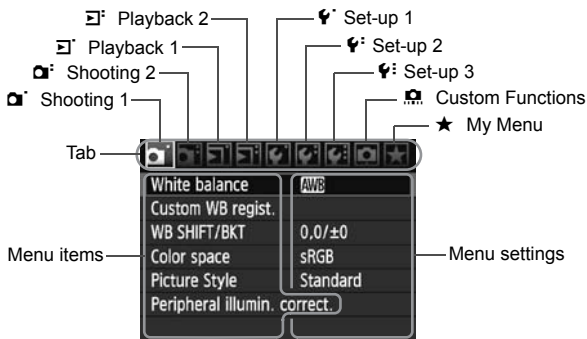 Playback 2
Set-up 1
Playback 1
Set-up 2
Shooting 2
Set-up 3
Shooting 1
Custom Functions
★ My Menu
Tab
White balance AWB
Custom WB regist.
WB SHIFT/BKT 0,0/±0
Menu items
Color space sRGB
Menu settings
Picture Style Standard
Peripheral illumin. correct.